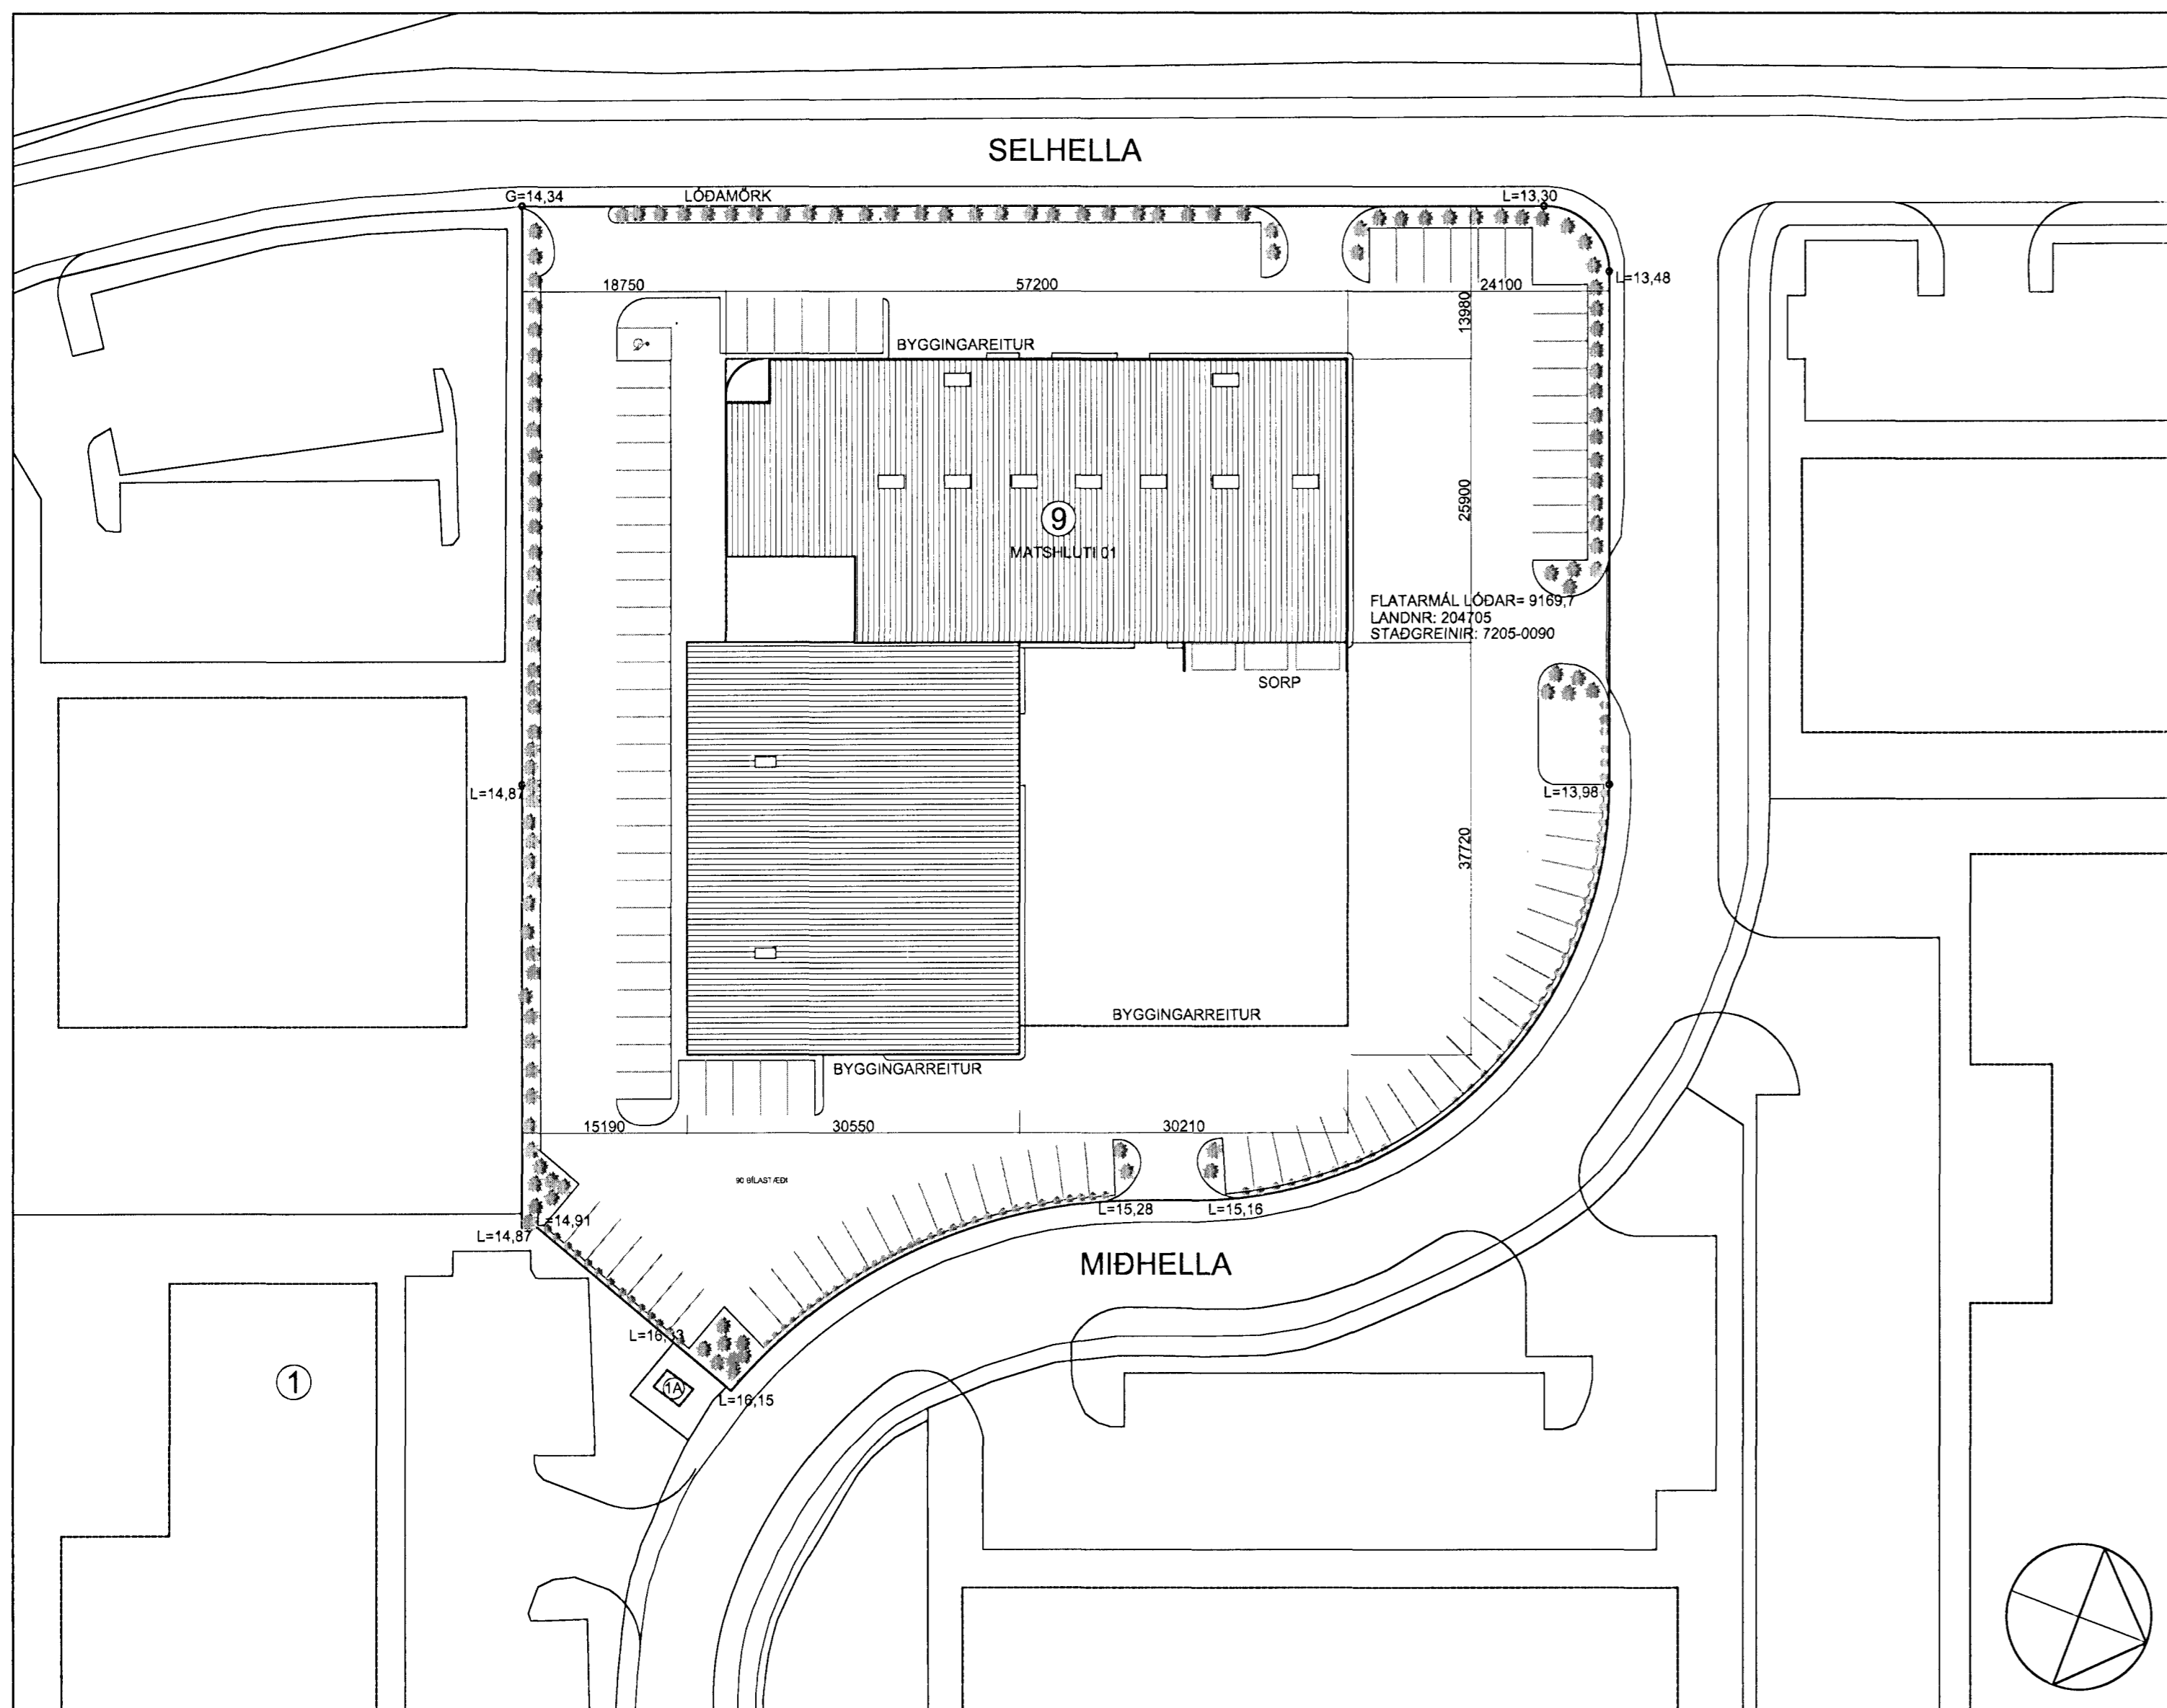 SELHELLA
G=14,34
LÓÐAMÖRK
L=13,30
L=13,48
18750
57200
24100
13980
BYGGINGAREITUR
25900
9
MATSHLUTI 01
FLATARMÁL LÓÐAR= 9169,7
LANDNR: 204705
STAÐGREINIR: 7205-0090
SORP
L=14,87
L=13,98
37720
BYGGINGARREITUR
BYGGINGARREITUR
15190
30550
30210
90 BÍLASTÆÐI
L=14,91
L=14,87
L=15,28
L=15,16
MIÐHELLA
L=16,13
1
1A
L=16,15